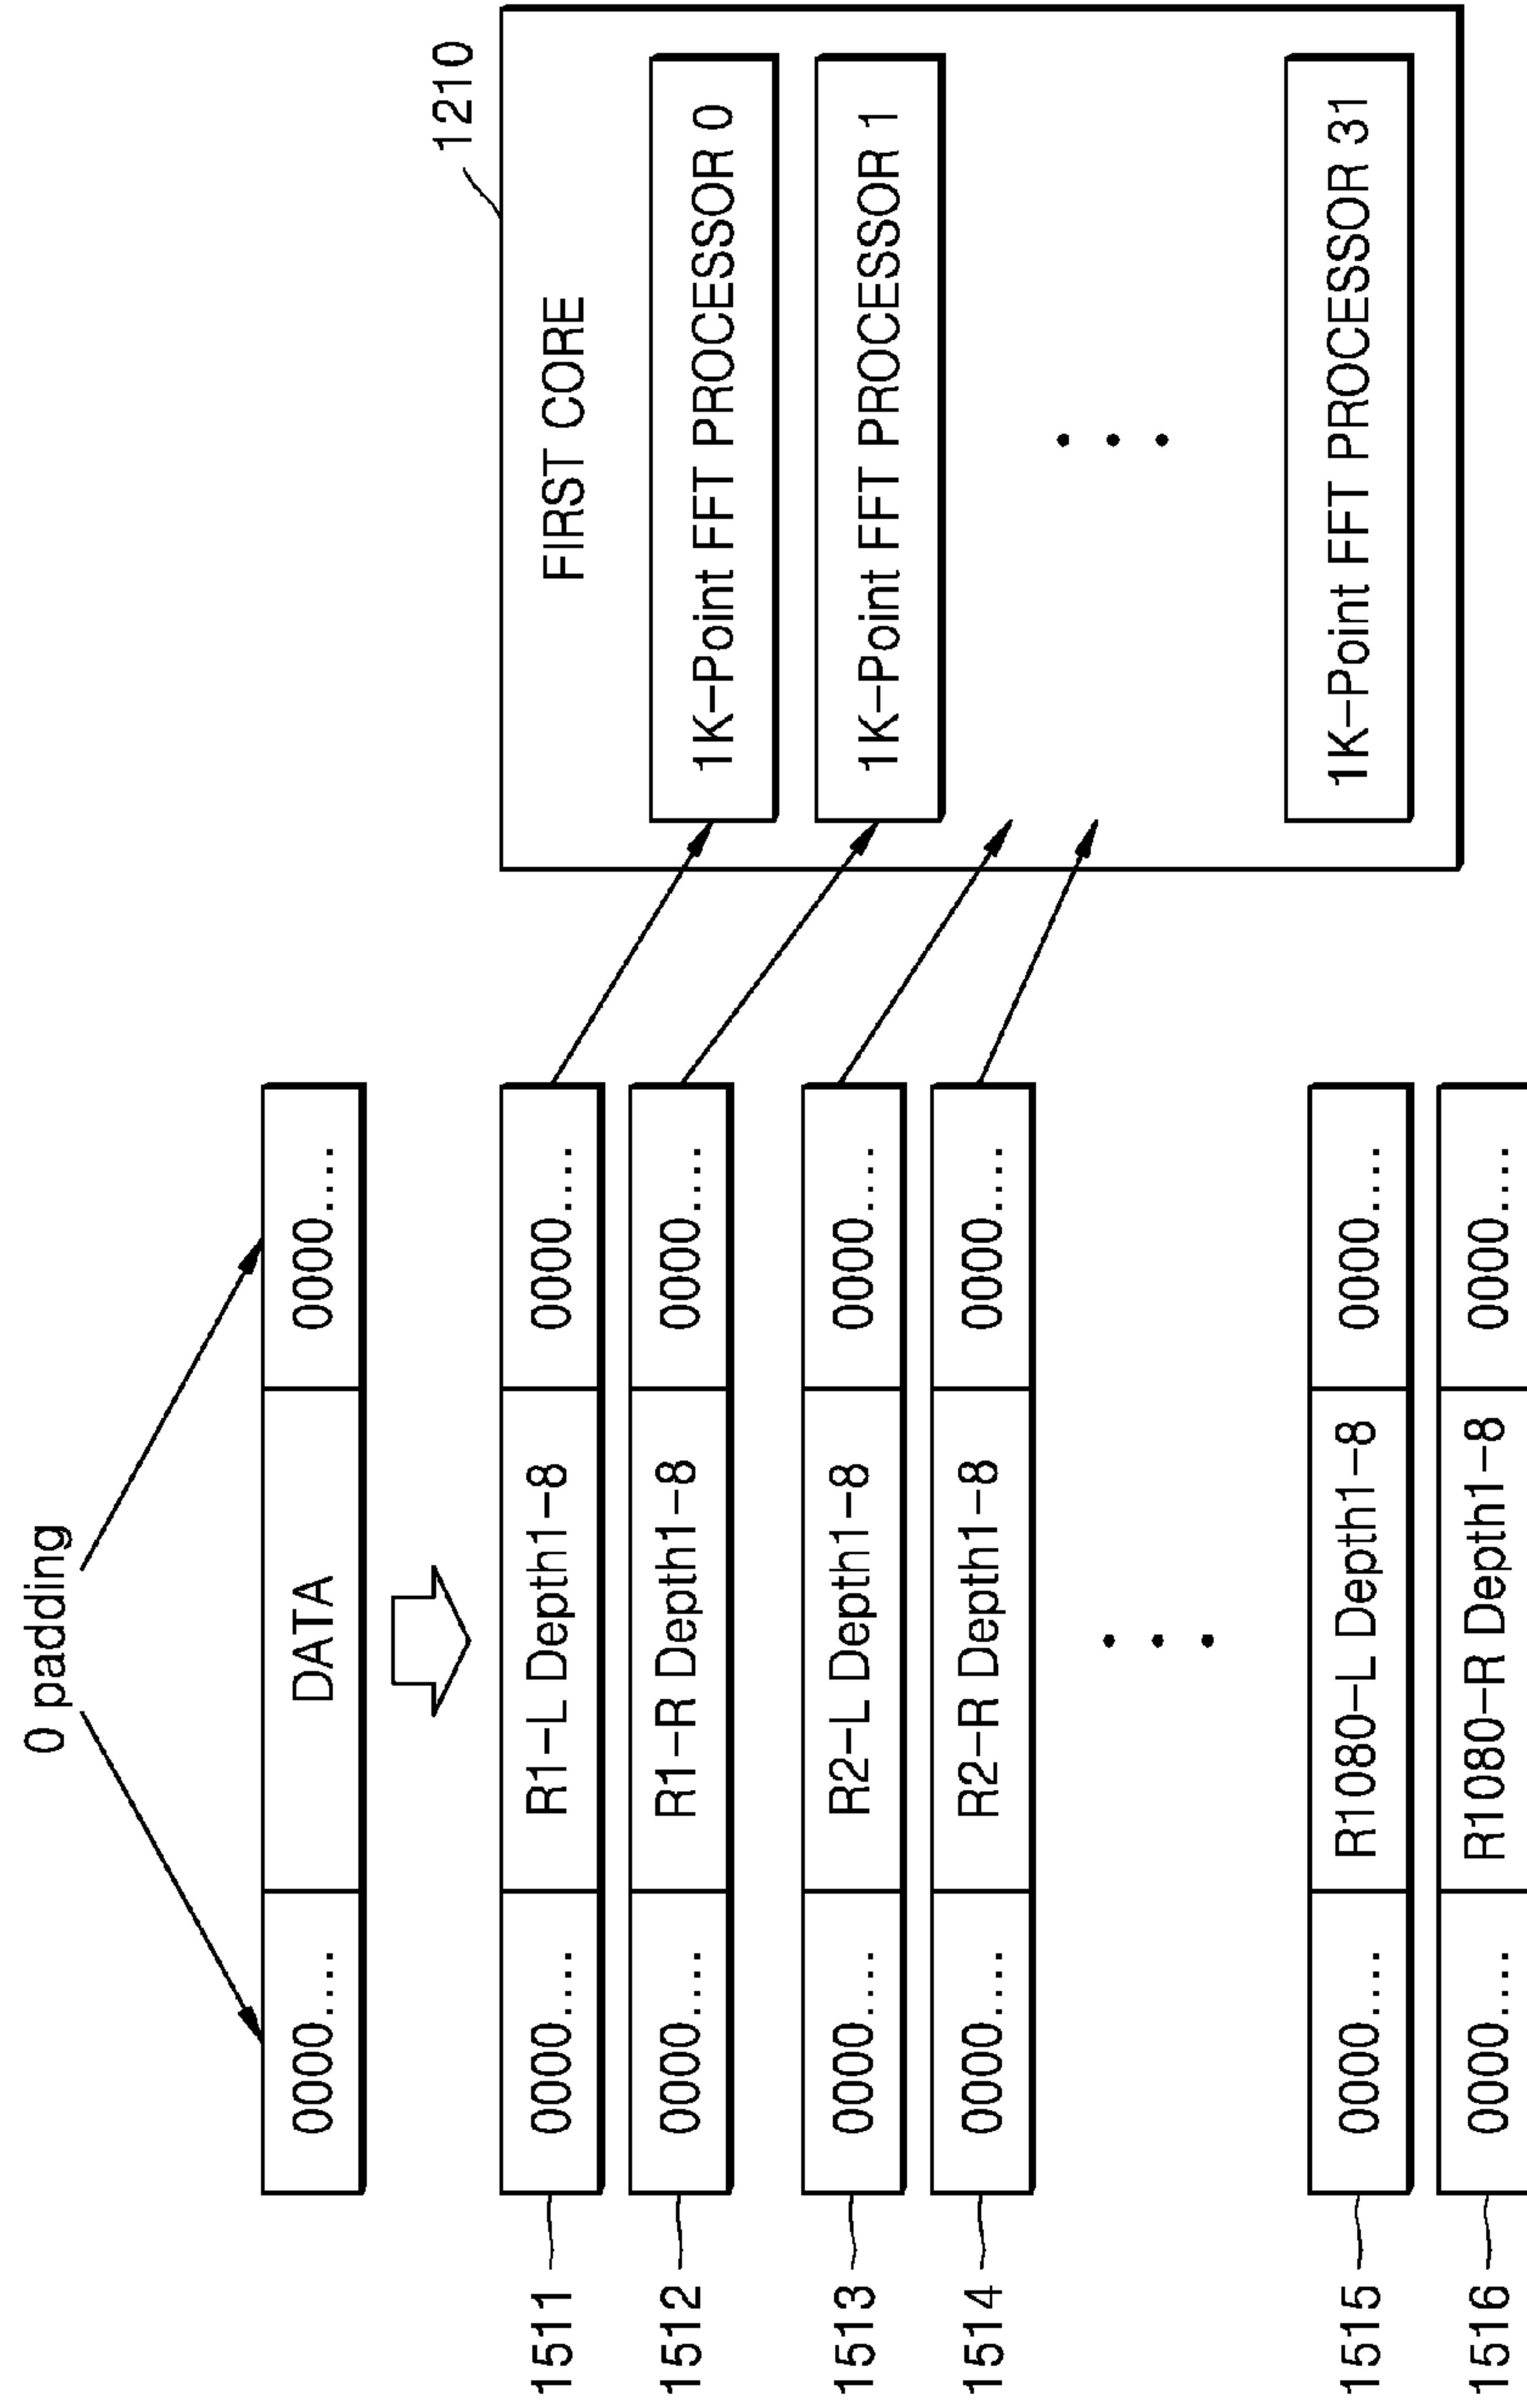 0 padding
0000.... DATA 0000....
1511 0000.... R1-L Depth1-8 0000....
1512 0000.... R1-R Depth1-8 0000....
1513 0000.... R2-L Depth1-8 0000....
1514 0000.... R2-R Depth1-8 0000....
1515 0000.... R1080-L Depth1-8 0000....
1516 0000.... R1080-R Depth1-8 0000....
1210
FIRST CORE
1K-Point FFT PROCESSOR 0
1K-Point FFT PROCESSOR 1
1K-Point FFT PROCESSOR 31